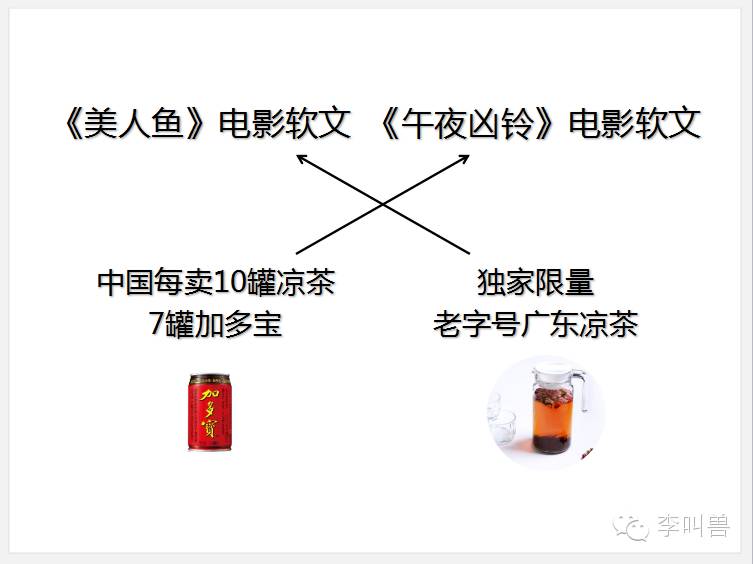 《美人鱼》电影软文 《午夜凶铃》电影软文
中国每卖10罐凉茶
7罐加多宝
独家限量
老字号广东凉茶
加多寶
李叫兽